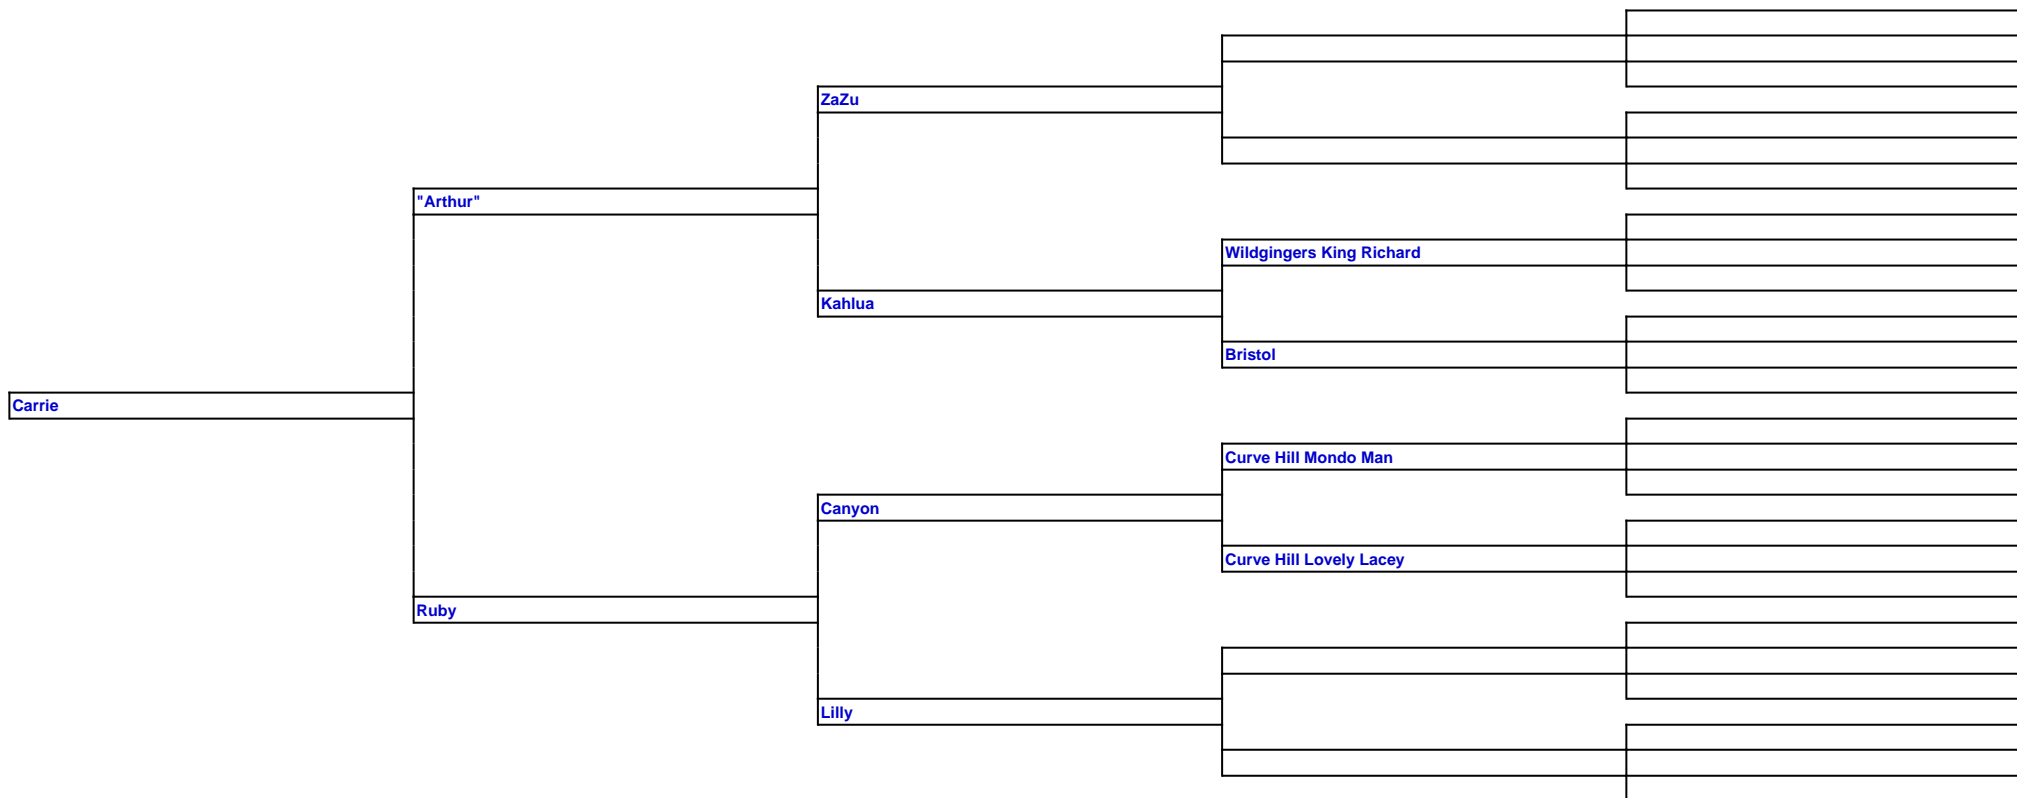 ZaZu
"Arthur"
Wildgingers King Richard
Kahlua
Bristol
Carrie
Curve Hill Mondo Man
Canyon
Curve Hill Lovely Lacey
Ruby
Lilly